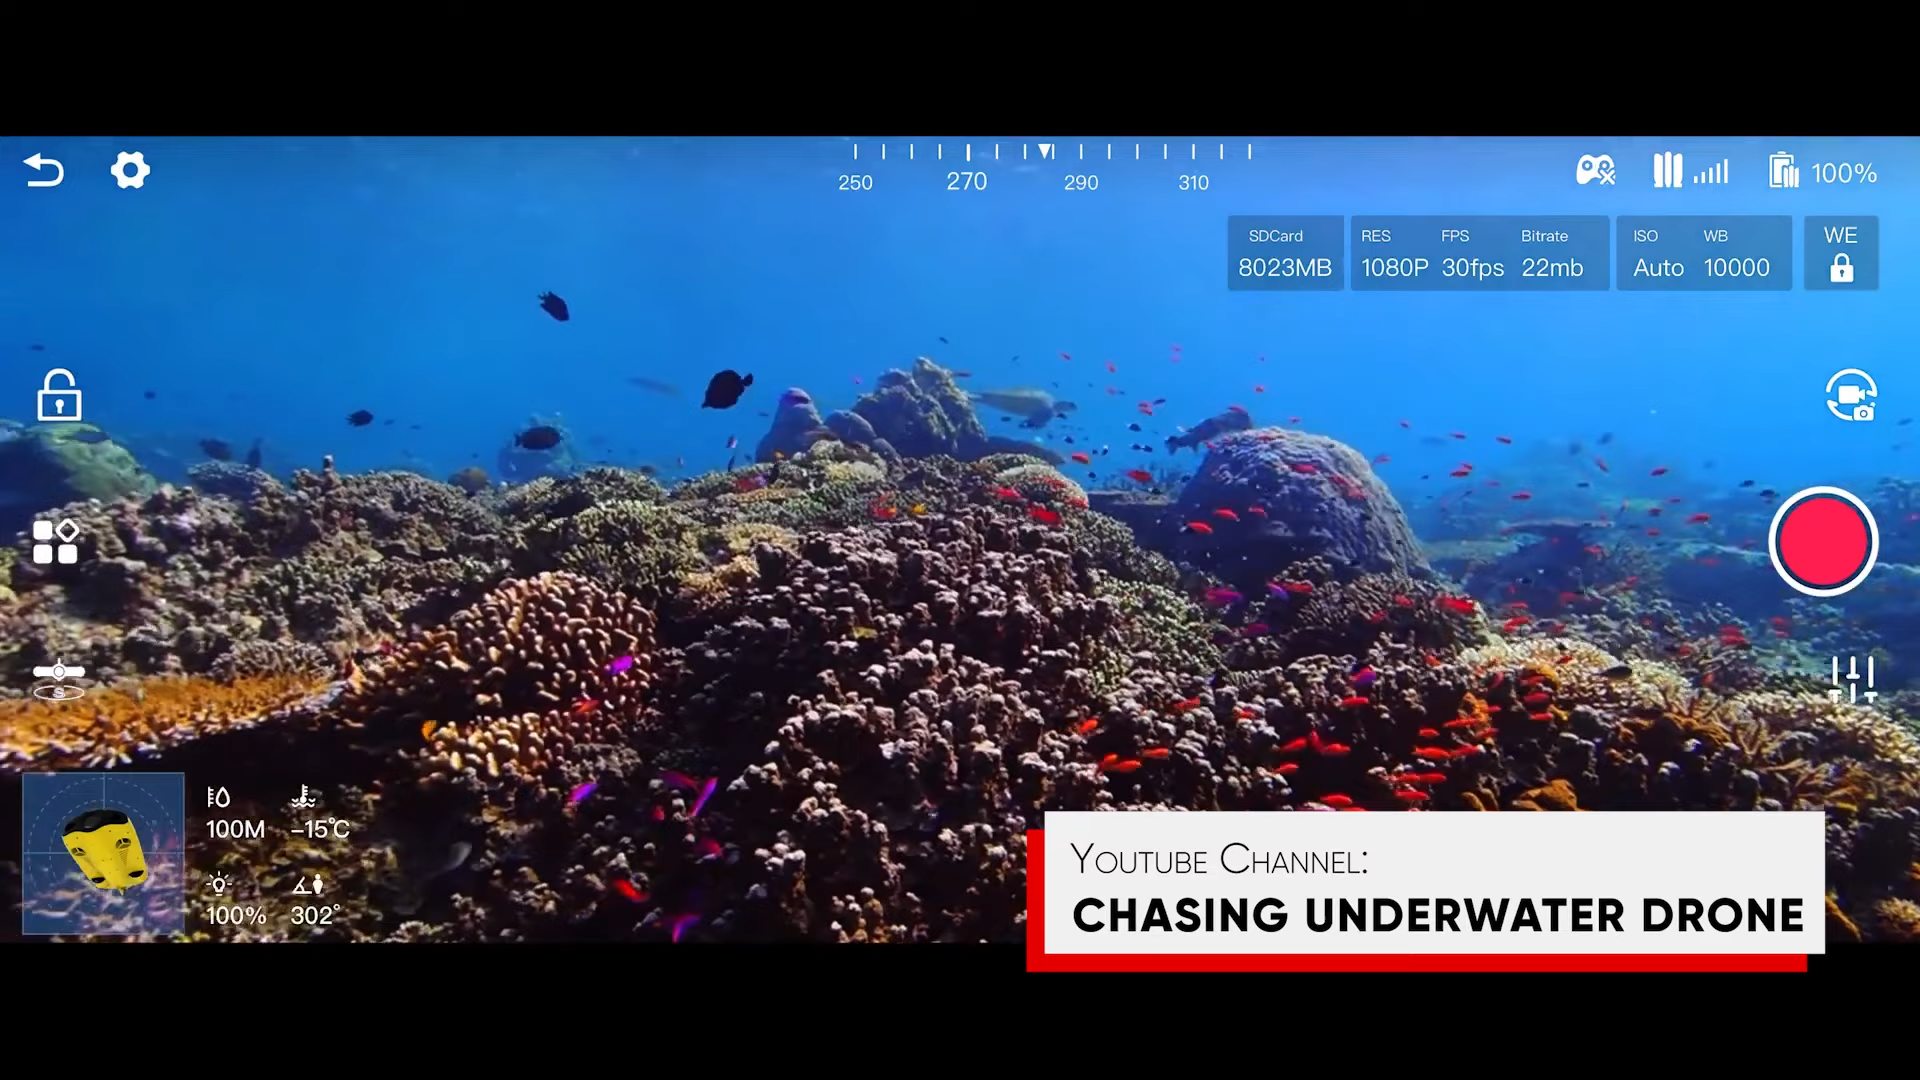 250 270 290 310
100%
SDCard RES FPS Bitrate ISO WB WE
8023MB 1080P 30fps 22mb Auto 10000
S
100M -15°C
100% 302°
YOUTUBE CHANNEL:
CHASING UNDERWATER DRONE